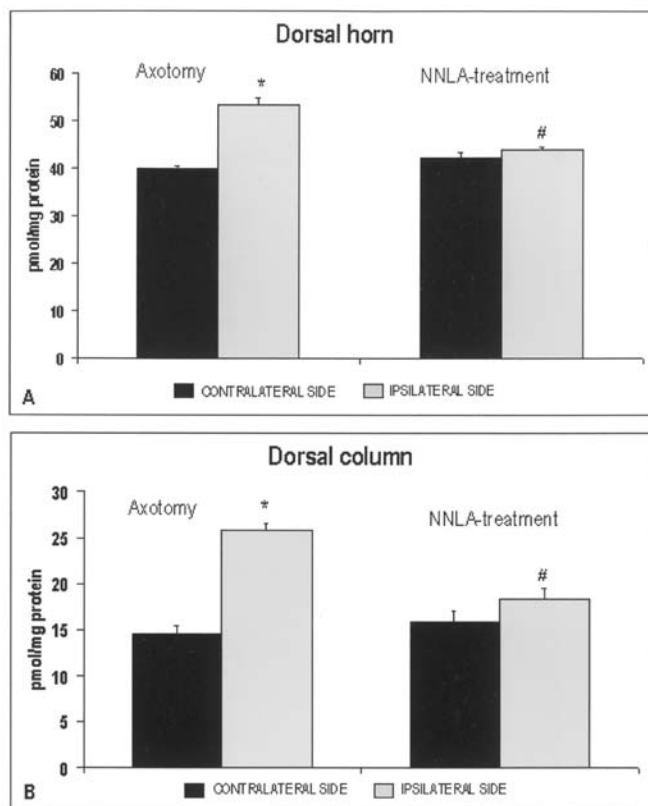 Dorsal horn
Axotomy
NNLA-treatment
pmol/mg protein
60
50
40
30
20
10
0
*
#
A
CONTRALATERAL SIDE IPSILATERAL SIDE
Dorsal column
Axotomy
NNLA-treatment
pmol/mg protein
30
25
20
15
10
5
0
*
#
B
CONTRALATERAL SIDE IPSILATERAL SIDE